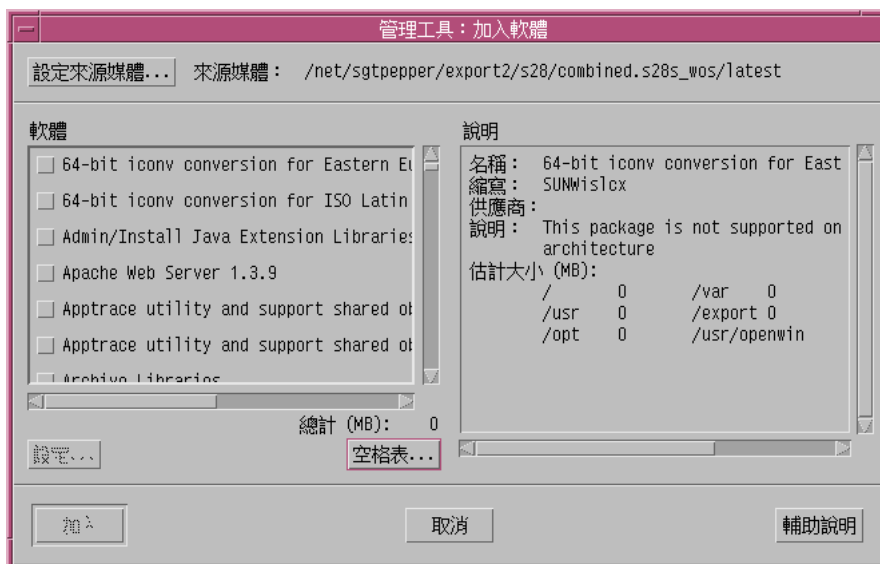 管理工具：加入軟體
設定來源媒體... 來源媒體： /net/sgtpepper/export2/s28/combined.s28s_wos/latest
軟體
64-bit iconv conversion for Eastern Eu
64-bit iconv conversion for ISO Latin
Admin/Install Java Extension Libraries
Apache Web Server 1.3.9
Apptrace utility and support shared ob
Apptrace utility and support shared ob
Archive Libraries
總計 (MB): 0
設定... 空格表...
說明
名稱： 64-bit iconv conversion for East
縮寫： SUNWislcx
供應商：
說明： This package is not supported on
architecture
估計大小 (MB):
/ 0 /var 0
/usr 0 /export 0
/opt 0 /usr/openwin
加入 取消 輔助說明